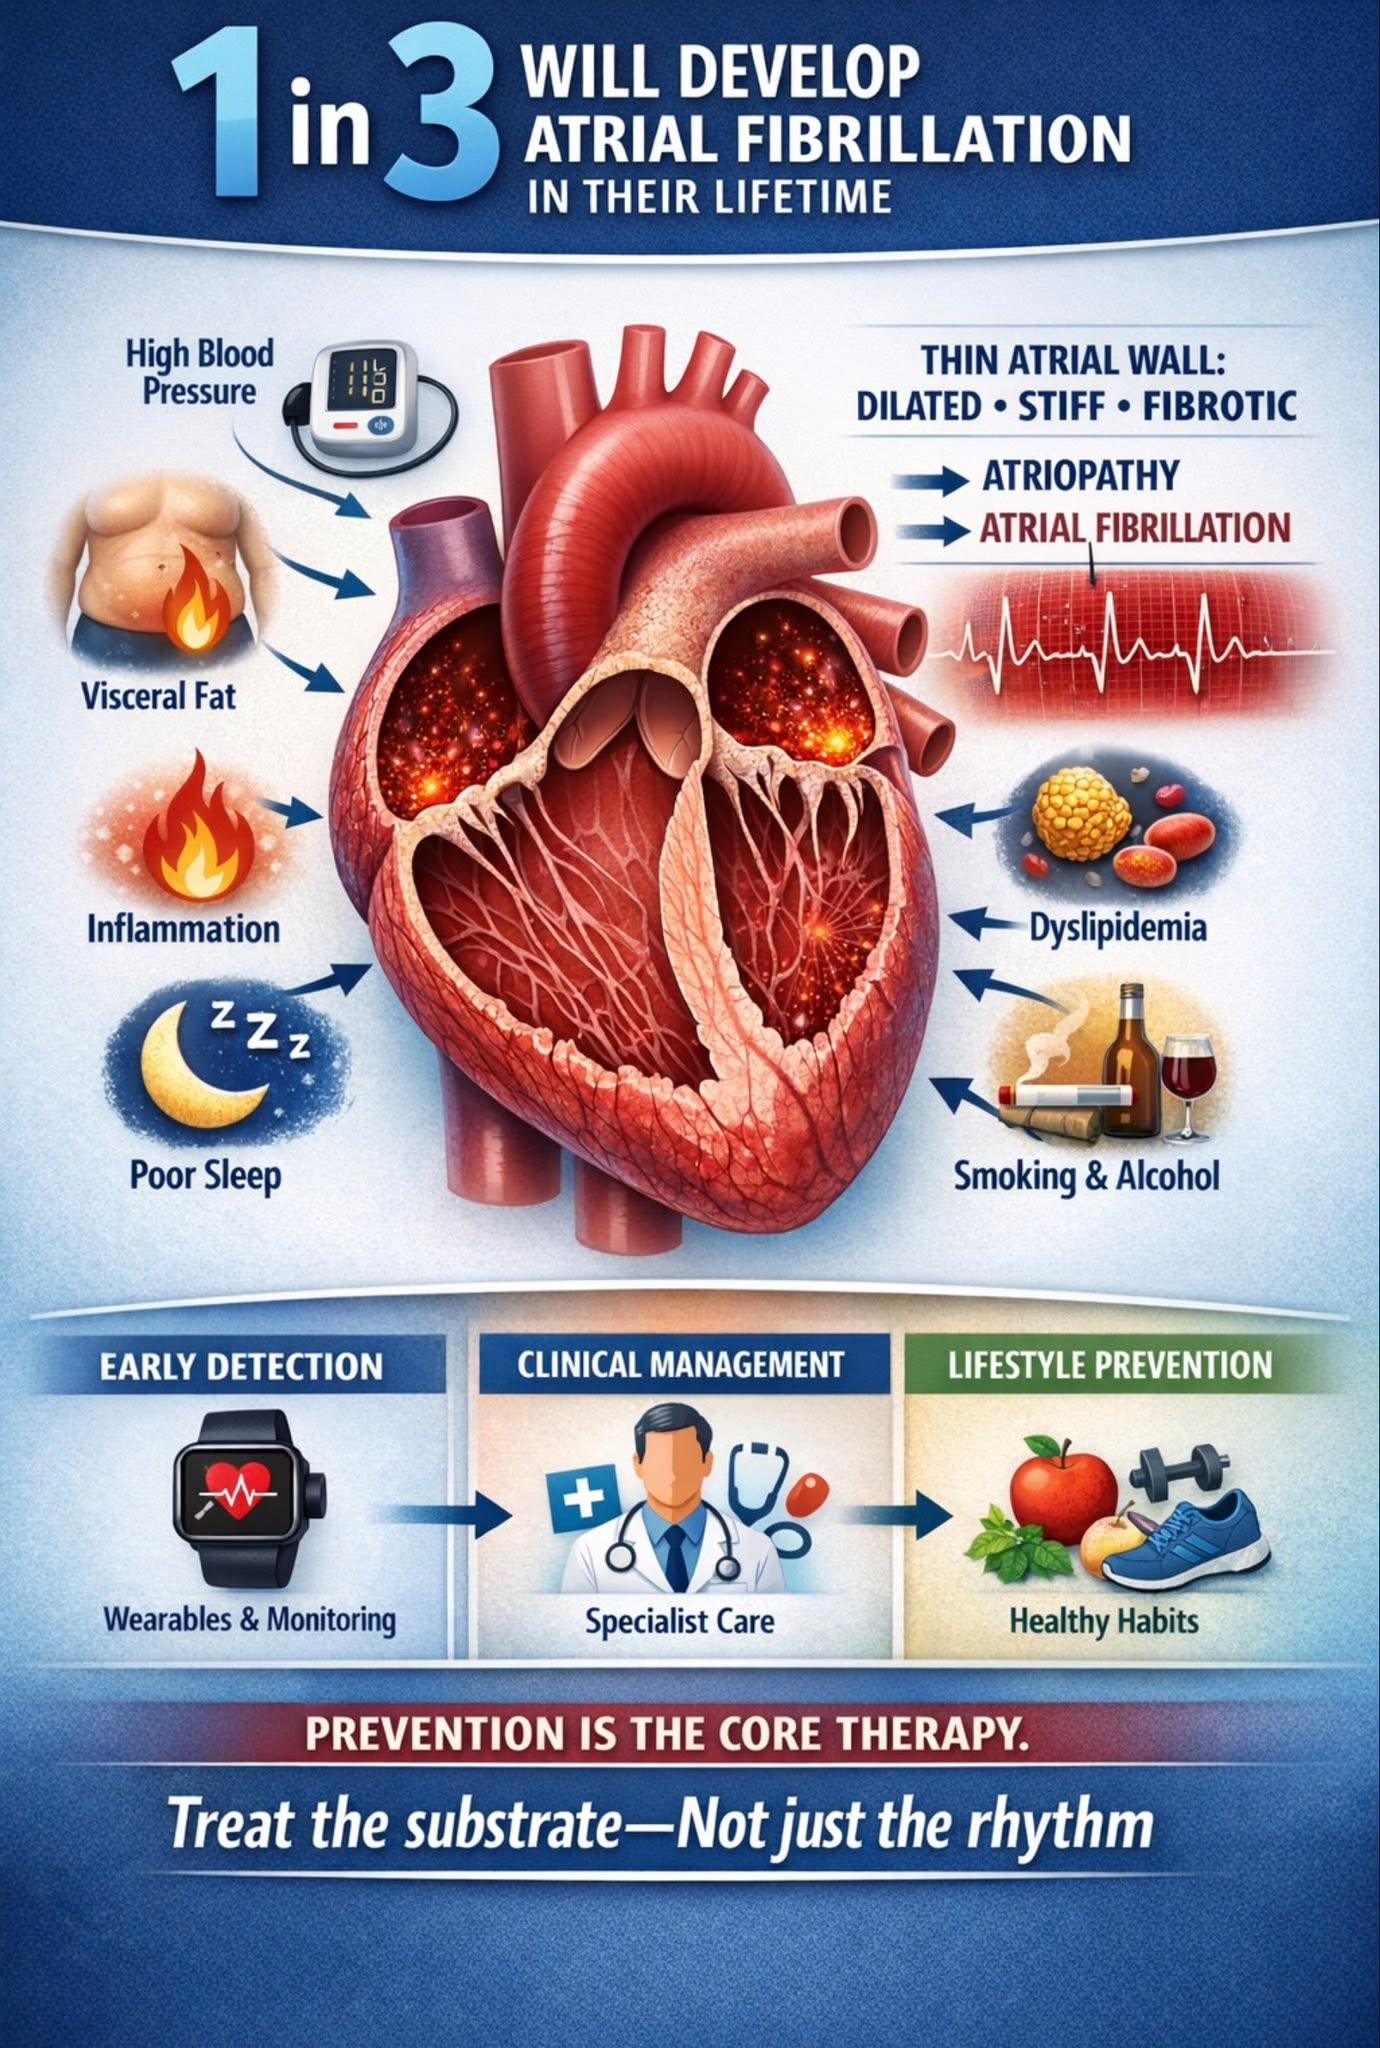 1 in 3 WILL DEVELOP
ATRIAL FIBRILLATION
IN THEIR LIFETIME
High Blood
Pressure
THIN ATRIAL WALL:
DILATED • STIFF • FIBROTIC
ATRIOPATHY
ATRIAL FIBRILLATION
Visceral Fat
Inflammation
Dyslipidemia
z Z z
Poor Sleep
Smoking & Alcohol
EARLY DETECTION
CLINICAL MANAGEMENT
LIFESTYLE PREVENTION
Wearables & Monitoring
Specialist Care
Healthy Habits
PREVENTION IS THE CORE THERAPY.
Treat the substrate—Not just the rhythm